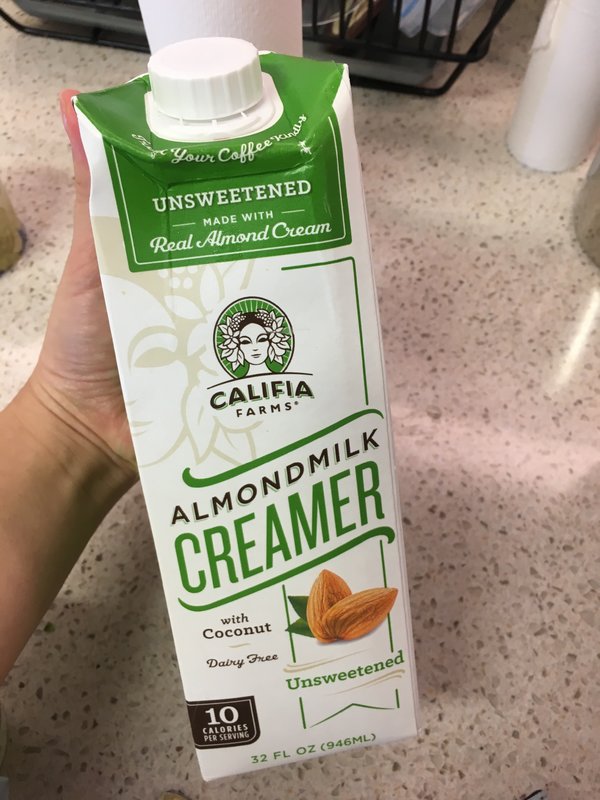 Your Coffee Kindly
UNSWEETENED
MADE WITH
Real Almond Cream
CALIFIA
FARMS®
ALMONDMILK
CREAMER
with
Coconut
Dairy Free
Unsweetened
10
CALORIES
PER SERVING
32 FL OZ (946ML)